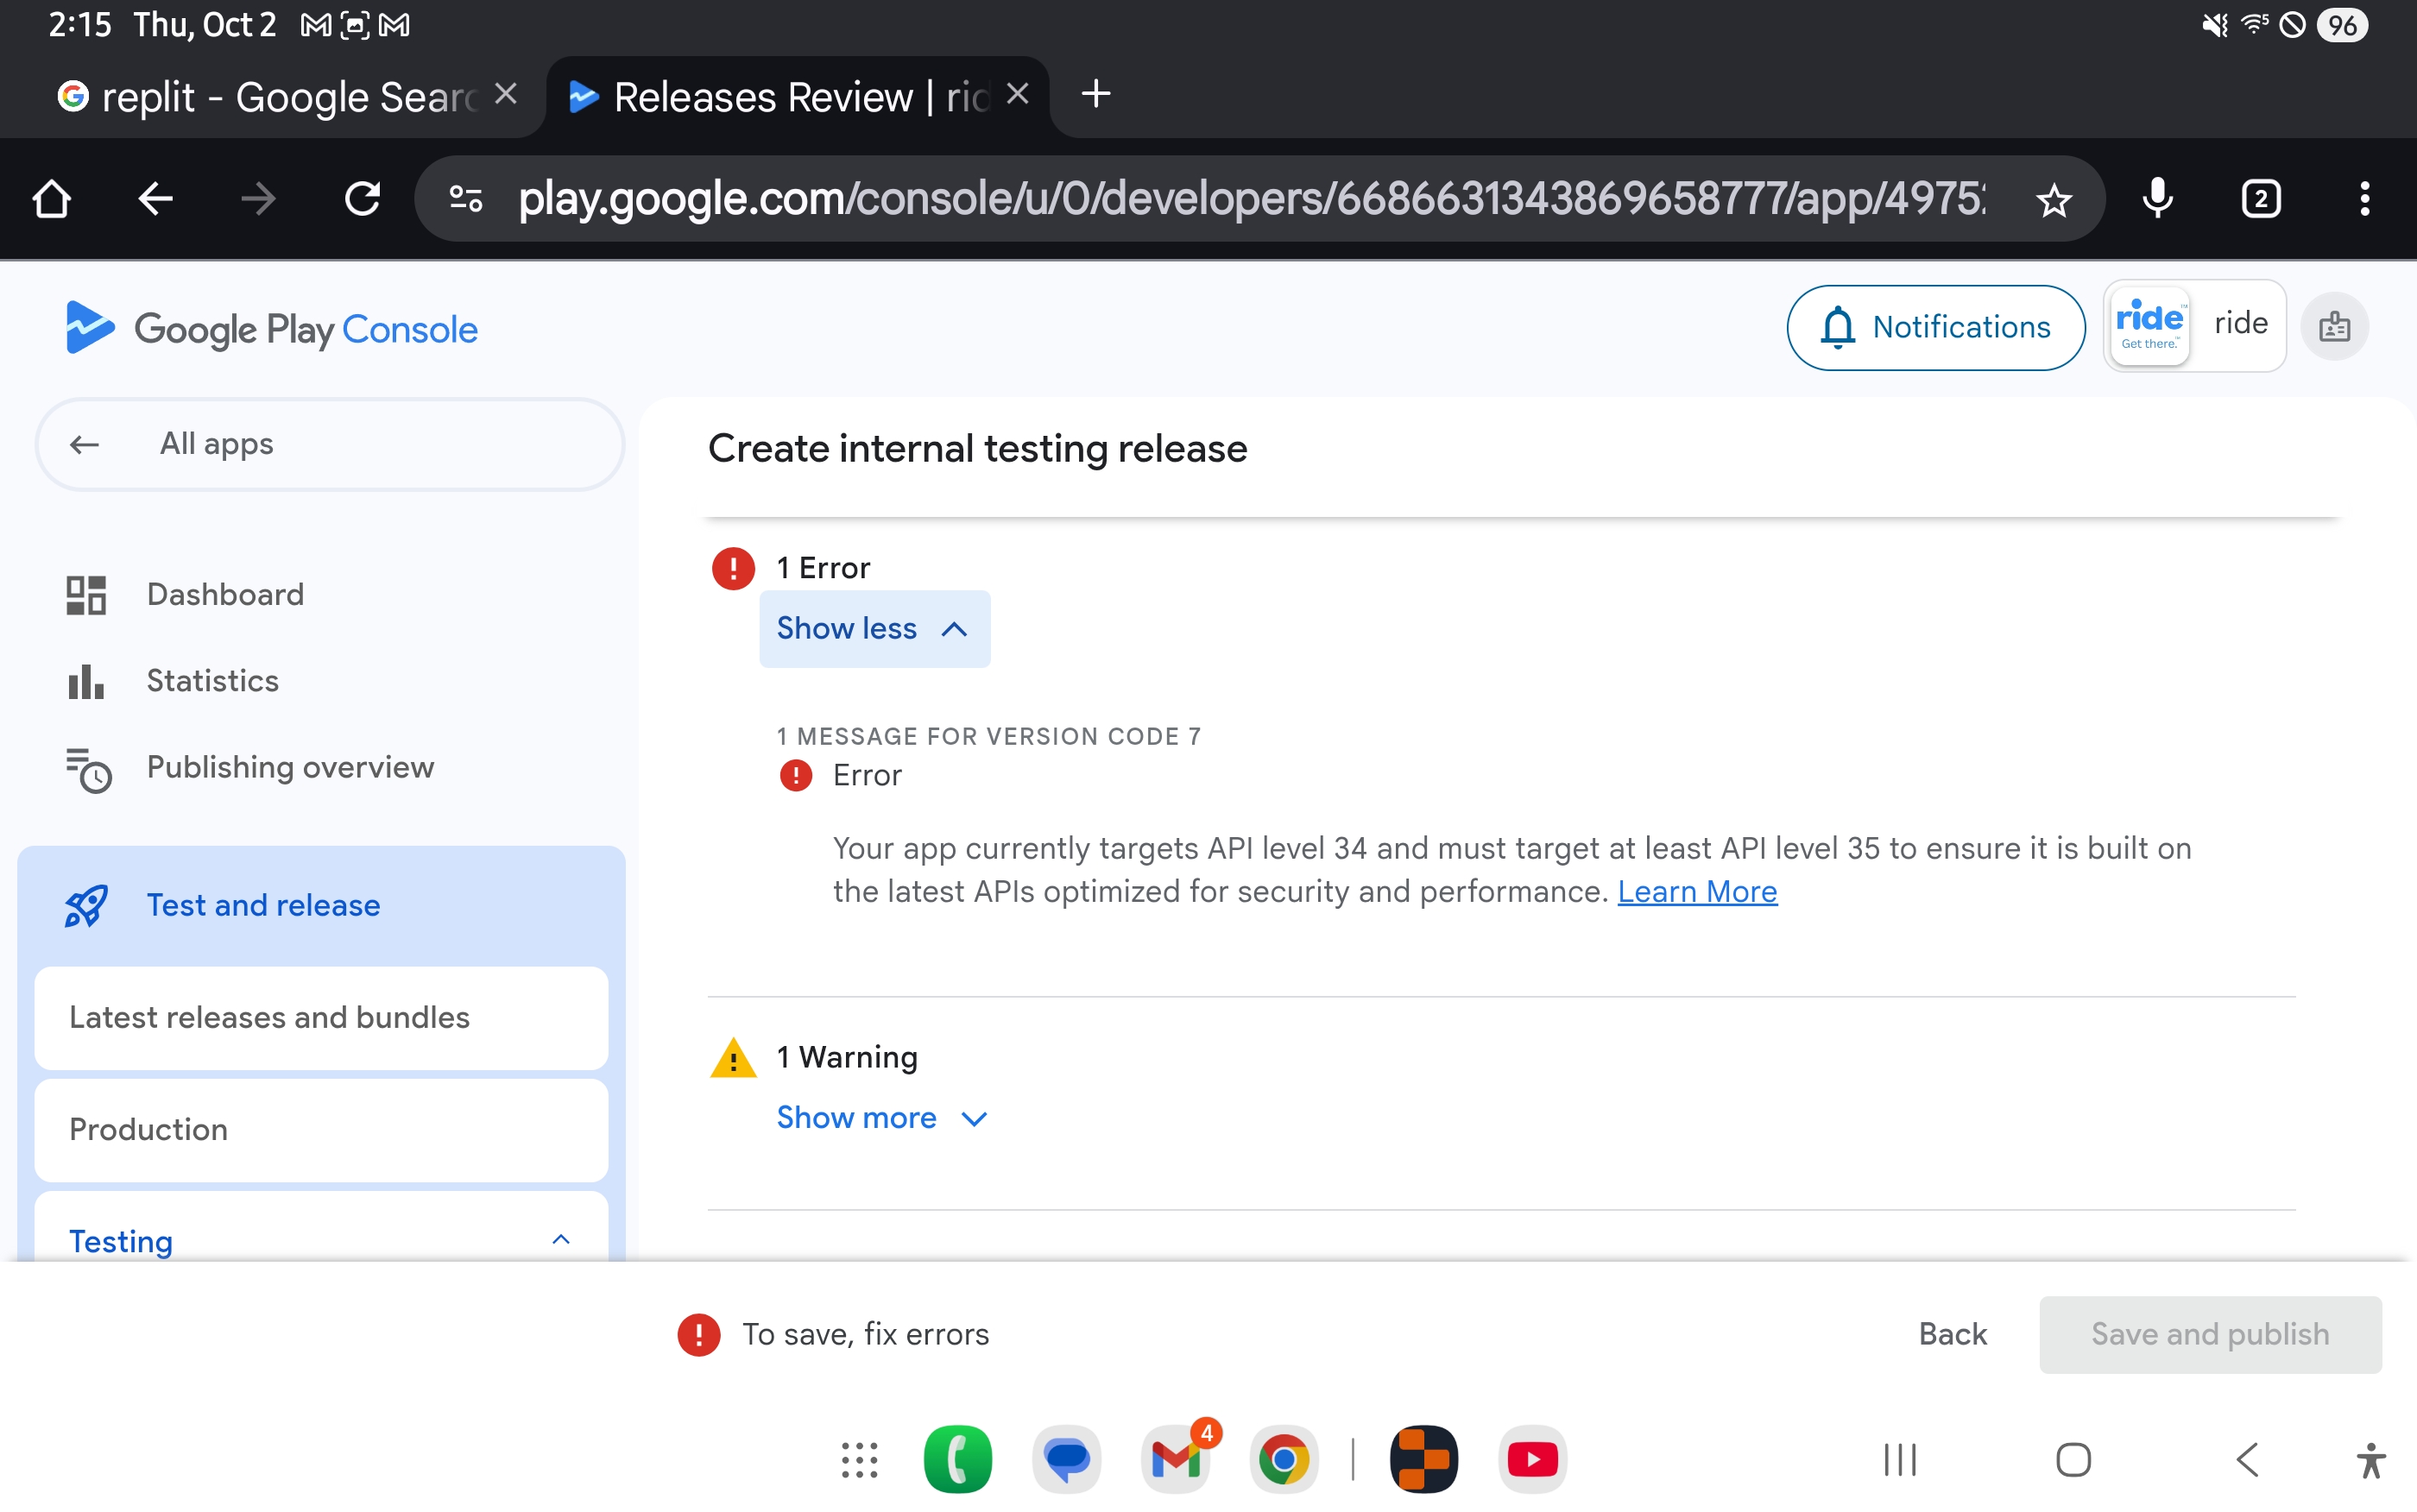 2:15 Thu, Oct 2
96
replit - Google Searc
Releases Review | rid
play.google.com/console/u/0/developers/6686631343869658777/app/4975
2
Google Play Console
Notifications
ride
Get there.
ride
All apps
Create internal testing release
1 Error
Show less
Dashboard
Statistics
Publishing overview
1 MESSAGE FOR VERSION CODE 7
Error
Your app currently targets API level 34 and must target at least API level 35 to ensure it is built on
the latest APIs optimized for security and performance. Learn More
Test and release
Latest releases and bundles
Production
Testing
1 Warning
Show more
To save, fix errors
Back
Save and publish
4